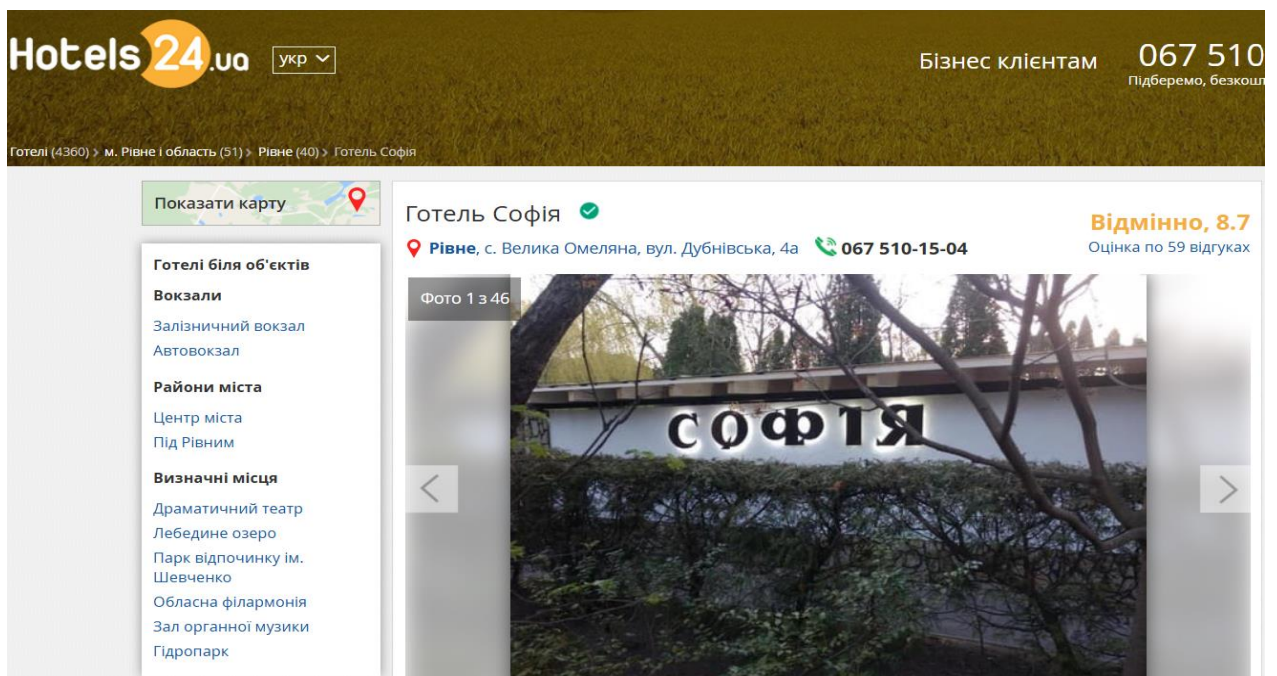 Hotels24.ua
укр
Бізнес клієнтам
067 510
Підберемо, безкош
Готелі (4360) > м. Рівне і область (51) > Рівне (40) > Готель Софія
Показати карту
Готелі біля об'єктів
Вокзали
Залізничний вокзал
Автовокзал
Райони міста
Центр міста
Під Рівним
Визначні місця
Драматичний театр
Лебедине озеро
Парк відпочинку ім.
Шевченко
Обласна філармонія
Зал органної музики
Гідропарк
Готель Софія
Рівне, с. Велика Омеляна, вул. Дубнівська, 4а 067 510-15-04
Відмінно, 8.7
Оцінка по 59 відгуках
Фото 1 з 46
СОФІЯ